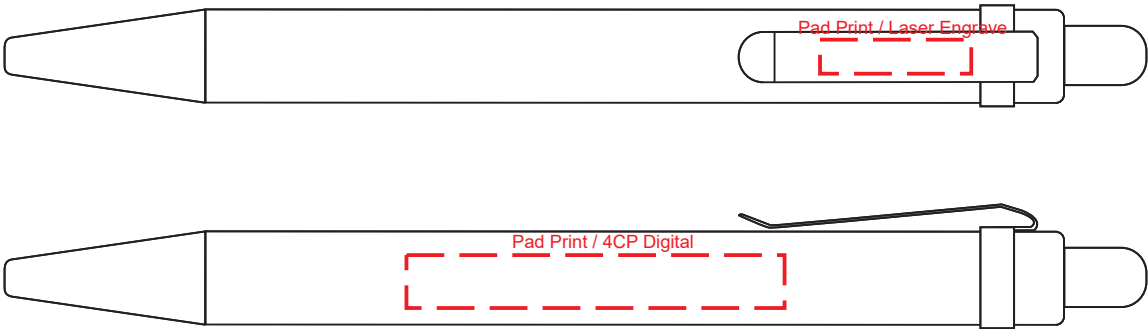 Pad Print / Laser Engrave
Pad Print / 4CP Digital